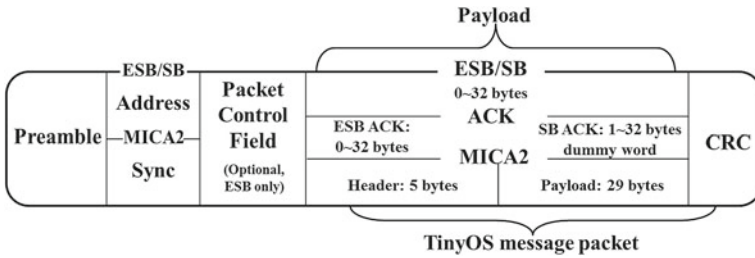 Payload
Preamble
ESB/SB
Address
MICA2
Sync
Packet
Control
Field
(Optional,
ESB only)
ESB/SB
0~32 bytes
ACK
ESB ACK:
0~32 bytes
SB ACK: 1~32 bytes
dummy word
MICA2
Header: 5 bytes
Payload: 29 bytes
CRC
TinyOS message packet